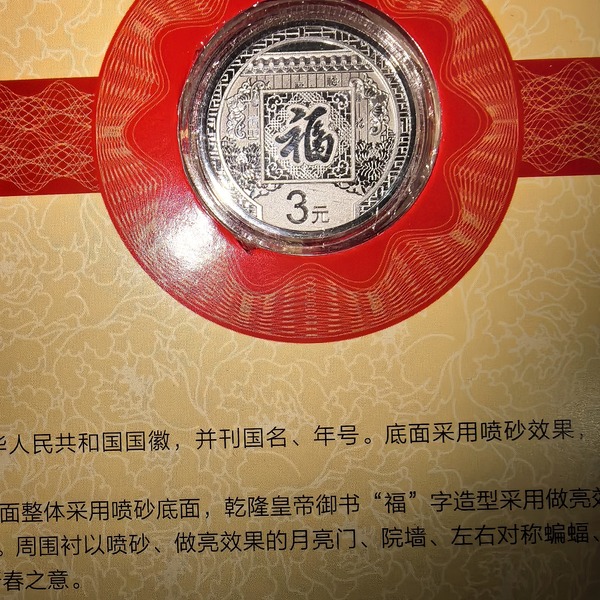 福
3元
华人民共和国国徽，并刊国名、年号。底面采用喷砂效果，
面整体采用喷砂底面，乾隆皇帝御书“福”字造型采用做亮效
。周围衬以喷砂、做亮效果的月亮门、院墙、左右对称蝙蝠、
春之意。